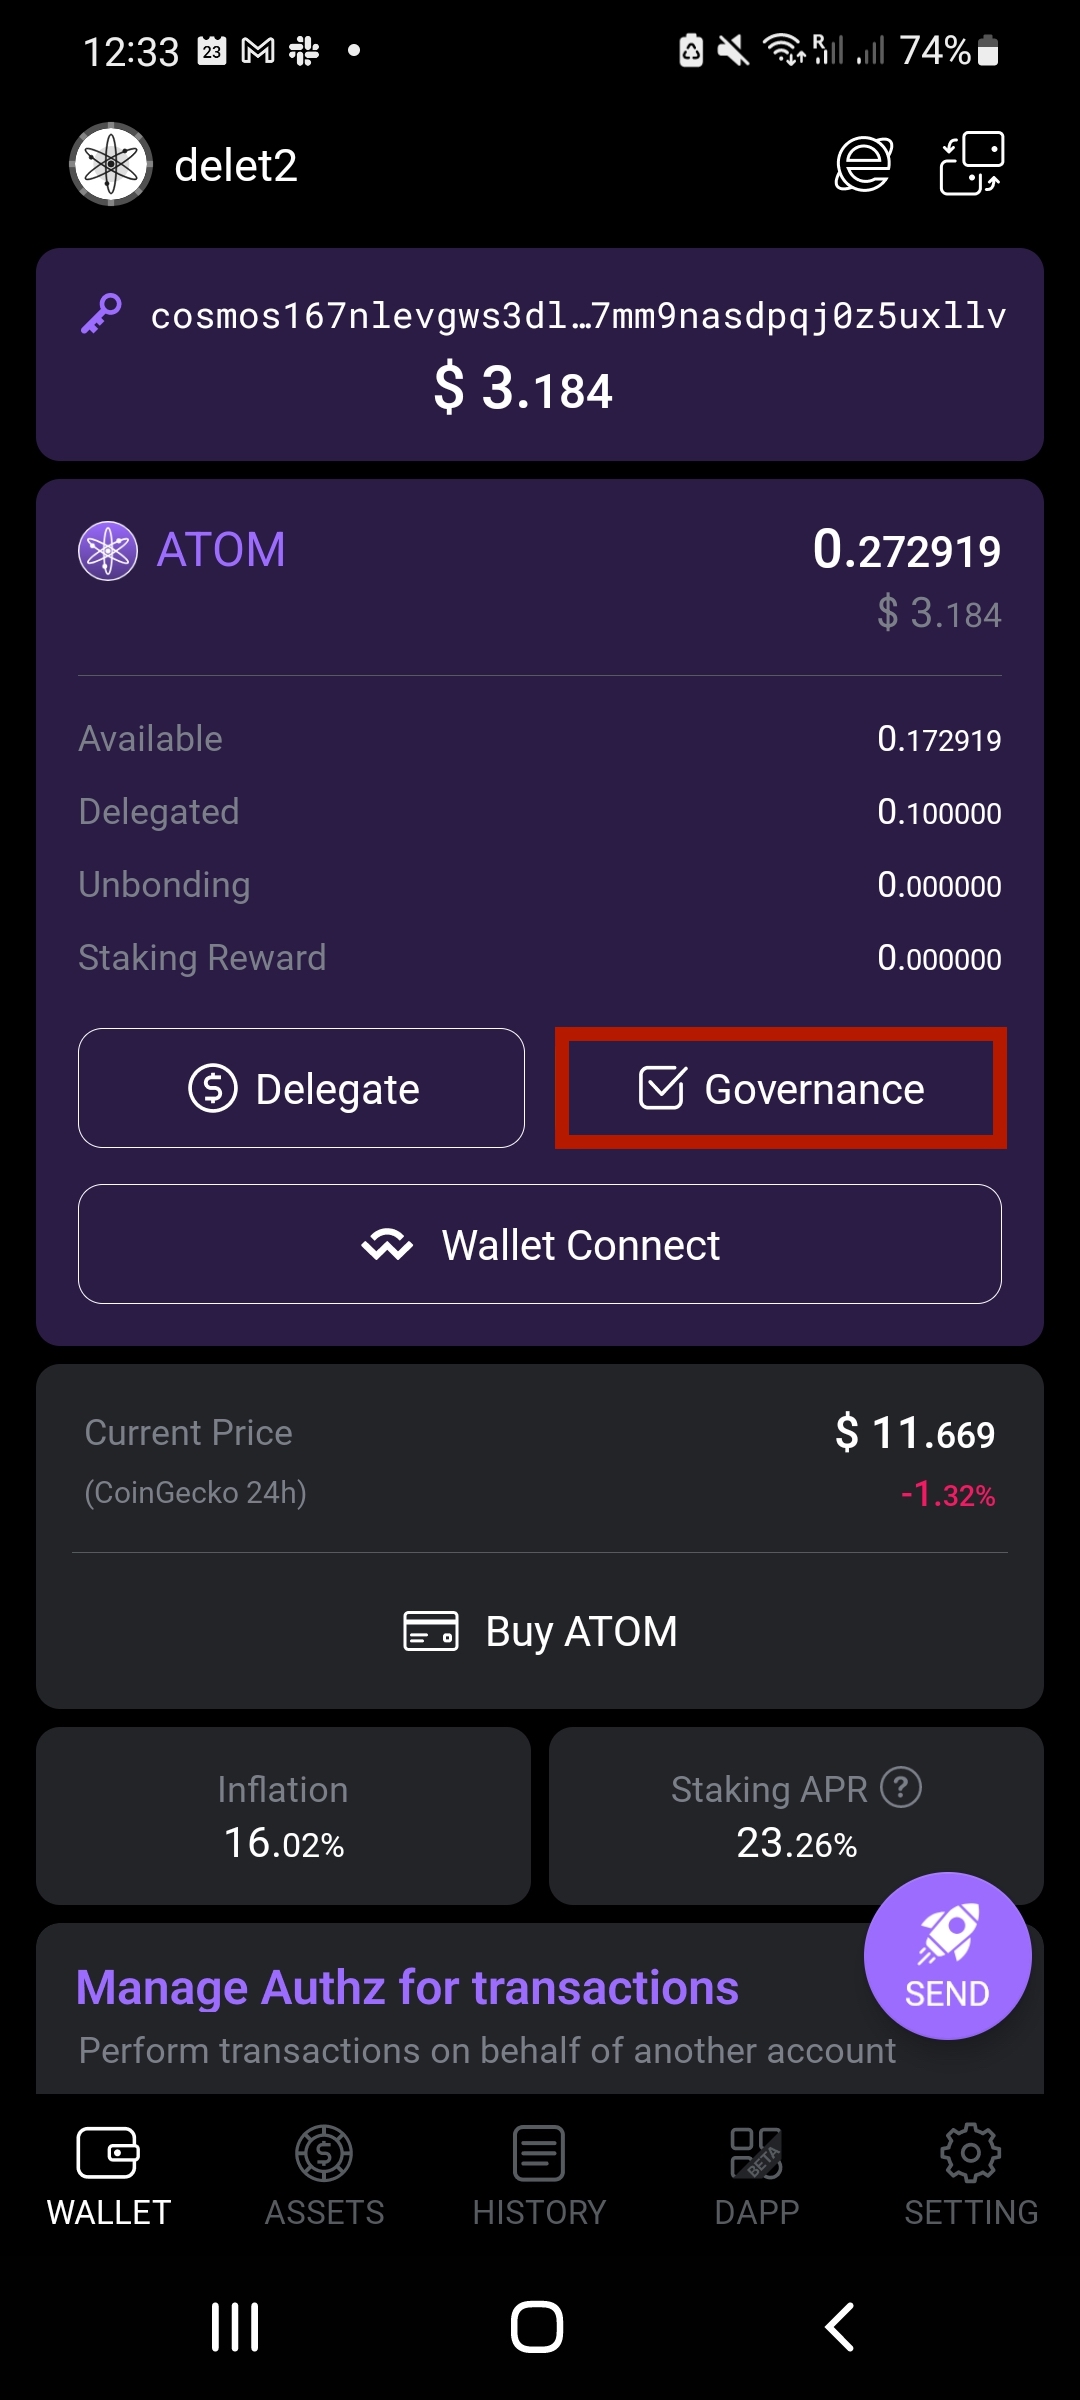 12:33 23 R 74%
delet2
cosmos167nlevgws3dl…7mm9nasdpqj0z5uxllv
$ 3.184
ATOM 0.272919
$ 3.184
Available 0.172919
Delegated 0.100000
Unbonding 0.000000
Staking Reward 0.000000
Delegate Governance
Wallet Connect
Current Price $ 11.669
(CoinGecko 24h) -1.32%
Buy ATOM
Inflation Staking APR ?
16.02% 23.26%
SEND
Manage Authz for transactions
Perform transactions on behalf of another account
BETA
WALLET ASSETS HISTORY DAPP SETTING